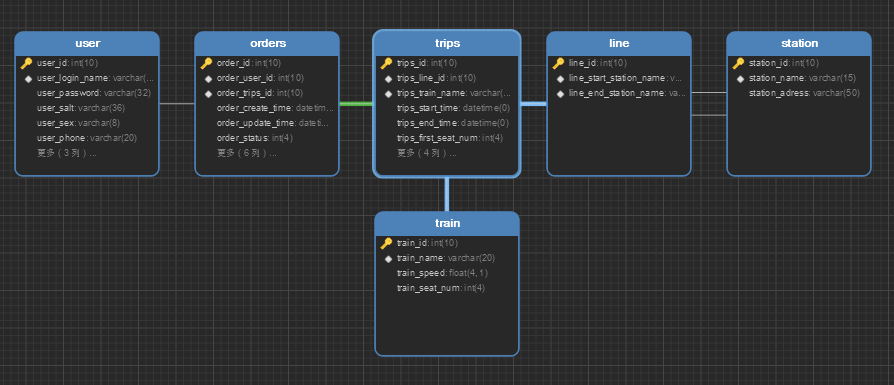 user
user_id: int(10)
user_login_name: varchar(...
user_password: varchar(32)
user_salt: varchar(36)
user_sex: varchar(8)
user_phone: varchar(20)
更多 ( 3 列 ) ...
orders
order_id: int(10)
order_user_id: int(10)
order_trips_id: int(10)
order_create_time: datetim...
order_update_time: dateti...
order_status: int(4)
更多 ( 6 列 ) ...
trips
trips_id: int(10)
trips_line_id: int(10)
trips_train_name: varchar(...
trips_start_time: datetime(0)
trips_end_time: datetime(0)
trips_first_seat_num: int(4)
更多 ( 4 列 ) ...
line
line_id: int(10)
line_start_station_name: v...
line_end_station_name: va...
station
station_id: int(10)
station_name: varchar(15)
station_adress: varchar(50)
train
train_id: int(10)
train_name: varchar(20)
train_speed: float(4, 1)
train_seat_num: int(4)